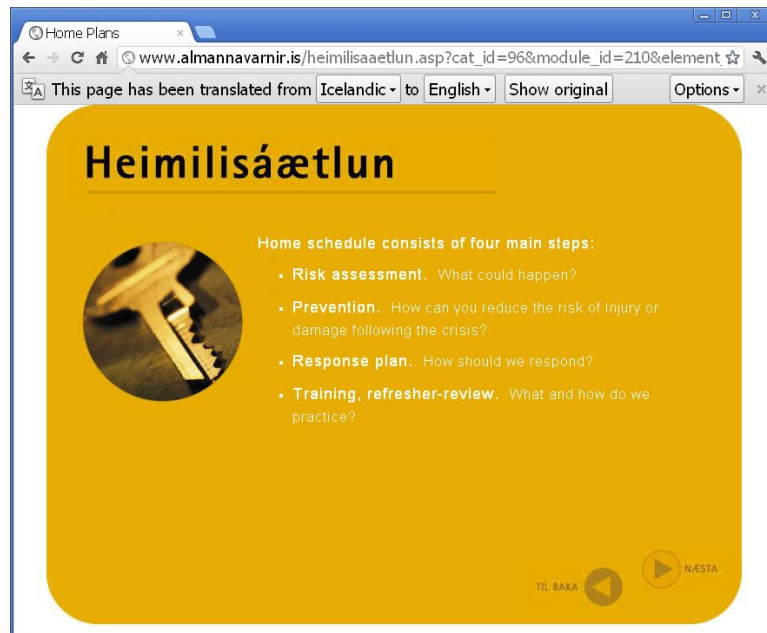 Home Plans
www.almannavarnir.is/heimilisaaetlun.asp?cat_id=96&module_id=210&element_
This page has been translated from Icelandic to English Show original Options
Heimilisáætlun
Home schedule consists of four main steps:
Risk assessment. What could happen?
Prevention. How can you reduce the risk of injury or
damage following the crisis?
Response plan. How should we respond?
Training, refresher-review. What and how do we
practice?
TIL BAKA
NÆSTA